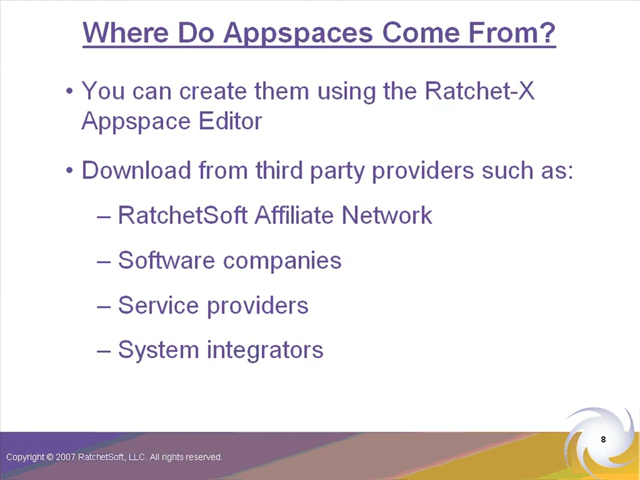 Where Do Appspaces Come From?
• You can create them using the Ratchet-X
Appspace Editor
• Download from third party providers such as:
– RatchetSoft Affiliate Network
– Software companies
– Service providers
– System integrators
8
Copyright © 2007 RatchetSoft, LLC. All rights reserved.